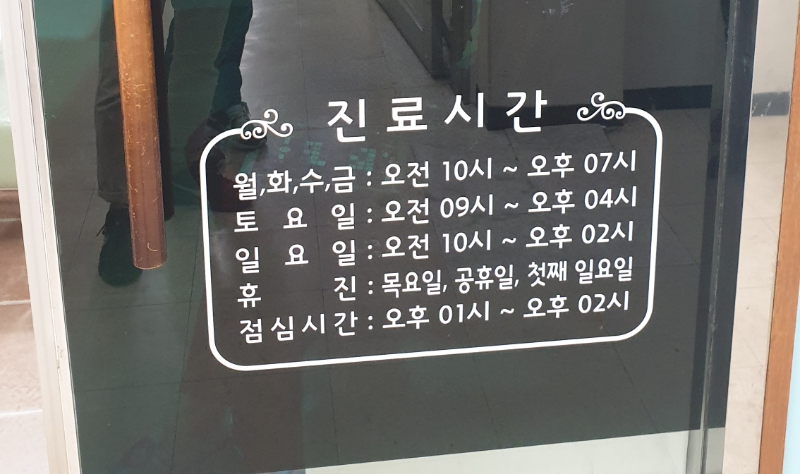 진료시간
월,화,수,금 : 오전 10시 ~ 오후 07시
토 요 일 : 오전 09시 ~ 오후 04시
일 요 일 : 오전 10시 ~ 오후 02시
휴 진 : 목요일, 공휴일, 첫째 일요일
점심시간 : 오후 01시 ~ 오후 02시